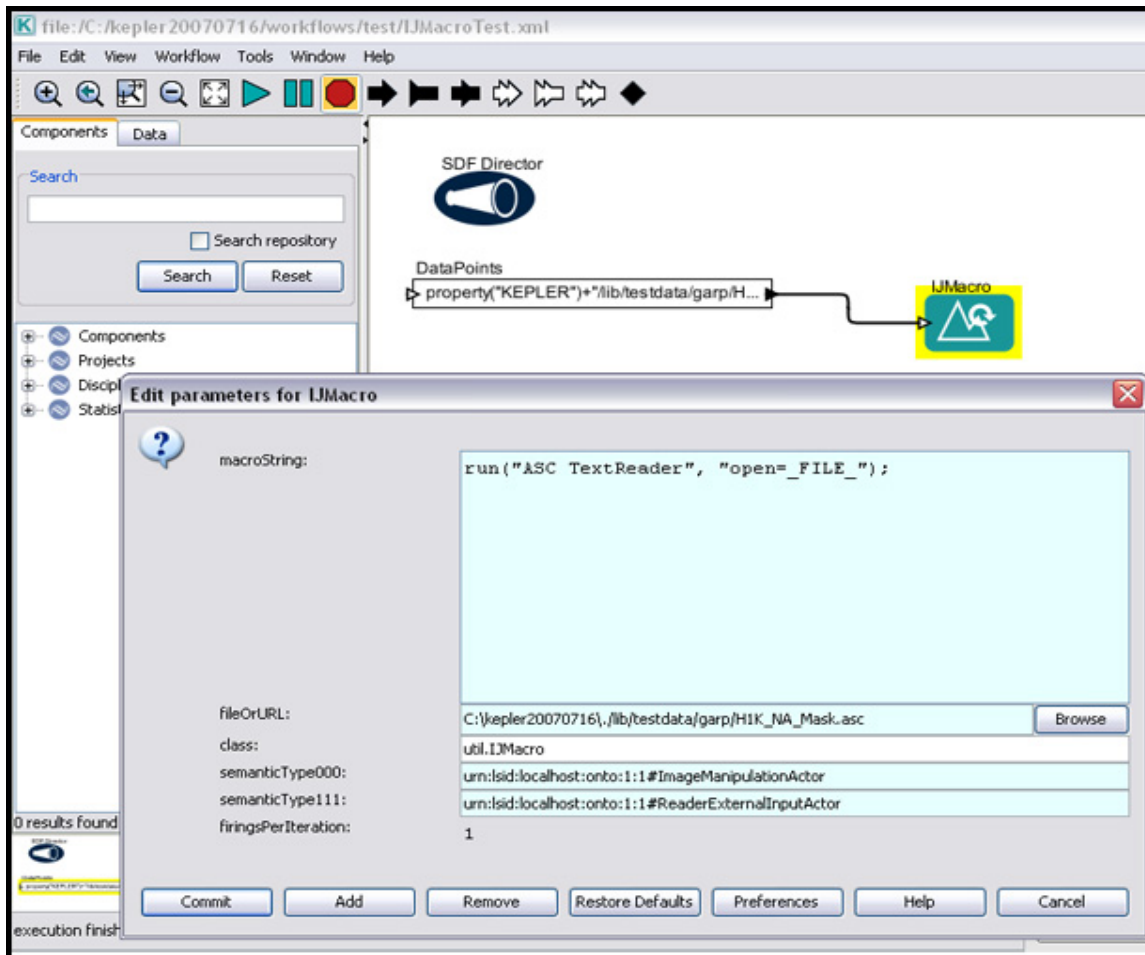 file:/C:/kepler20070716/workflows/test/IJMacroTest.xml
File Edit View Workflow Tools Window Help
Components Data
Search
Search repository
Search Reset
Components
Projects
Discipl
Statist
0 results found
execution finish
SDF Director
DataPoints
property("KEPLER")+"/lib/testdata/garp/H...
IJMacro
Edit parameters for IJMacro
macroString:
run("ASC TextReader", "open=_FILE_");
fileOrURL:
C:\kepler20070716\./lib/testdata/garp/H1K_NA_Mask.asc
Browse
class:
util.IJMacro
semanticType000:
urn:lsid:localhost:onto:1:1#ImageManipulationActor
semanticType111:
urn:lsid:localhost:onto:1:1#ReaderExternalInputActor
firingsPerIteration:
1
Commit Add Remove Restore Defaults Preferences Help Cancel